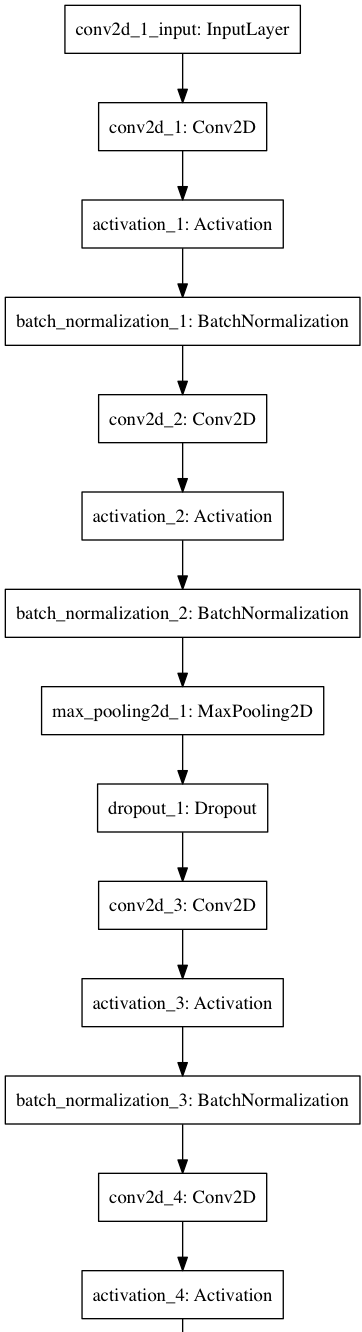 conv2d_1_input: InputLayer
conv2d_1: Conv2D
activation_1: Activation
batch_normalization_1: BatchNormalization
conv2d_2: Conv2D
activation_2: Activation
batch_normalization_2: BatchNormalization
max_pooling2d_1: MaxPooling2D
dropout_1: Dropout
conv2d_3: Conv2D
activation_3: Activation
batch_normalization_3: BatchNormalization
conv2d_4: Conv2D
activation_4: Activation